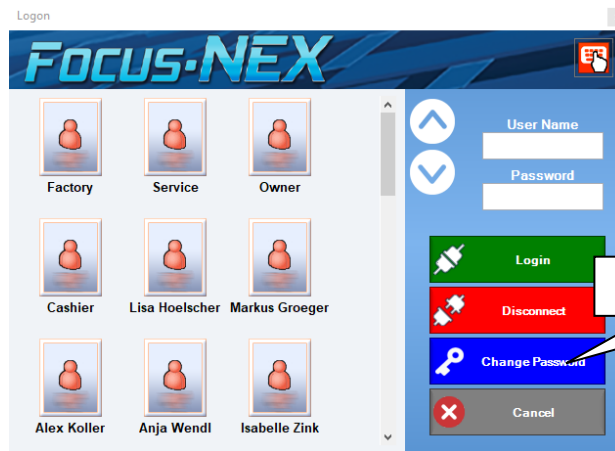 Logon
Focus-NEX
Factory Service Owner
Cashier Lisa Hoelscher Markus Groeger
Alex Koller Anja Wendl Isabelle Zink
User Name
Password
Login
Disconnect
Change Password
Cancel